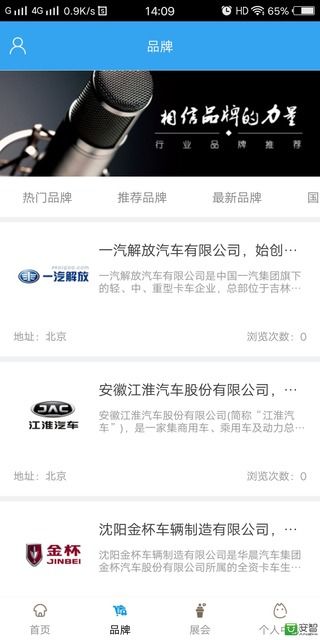 G 4G 0.9K/s 14:09 HD 65%
品牌
相信品牌的力量
行业品牌推荐
热门品牌 推荐品牌 最新品牌 国
一汽解放汽车有限公司，始创…
一汽解放
一汽解放汽车有限公司是中国一汽集团旗下
的轻、中、重型卡车企业，总部位于吉林…
地址：北京 浏览次数：0
安徽江淮汽车股份有限公司，…
JAC
江淮汽车
安徽江淮汽车股份有限公司(简称“江淮汽
车”)，是一家集商用车、乘用车及动力总…
地址：北京 浏览次数：0
沈阳金杯车辆制造有限公司，…
金杯
JINBEI
沈阳金杯车辆制造有限公司是华晨汽车集团
金杯汽车股份有限公司所属的全资卡车生…
首页 品牌 展会 个人中
安智